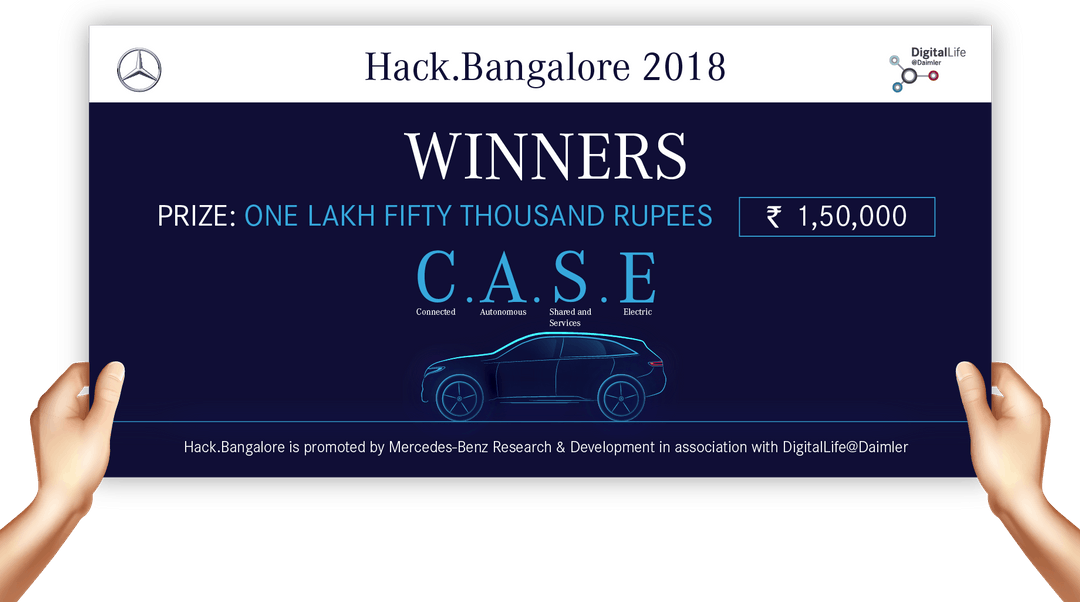 Hack.Bangalore 2018
DigitalLife
@Daimler
WINNERS
PRIZE: ONE LAKH FIFTY THOUSAND RUPEES ₹ 1,50,000
C.A.S.E
Connected Autonomous Shared and Services Electric
Hack.Bangalore is promoted by Mercedes-Benz Research & Development in association with DigitalLife@Daimler